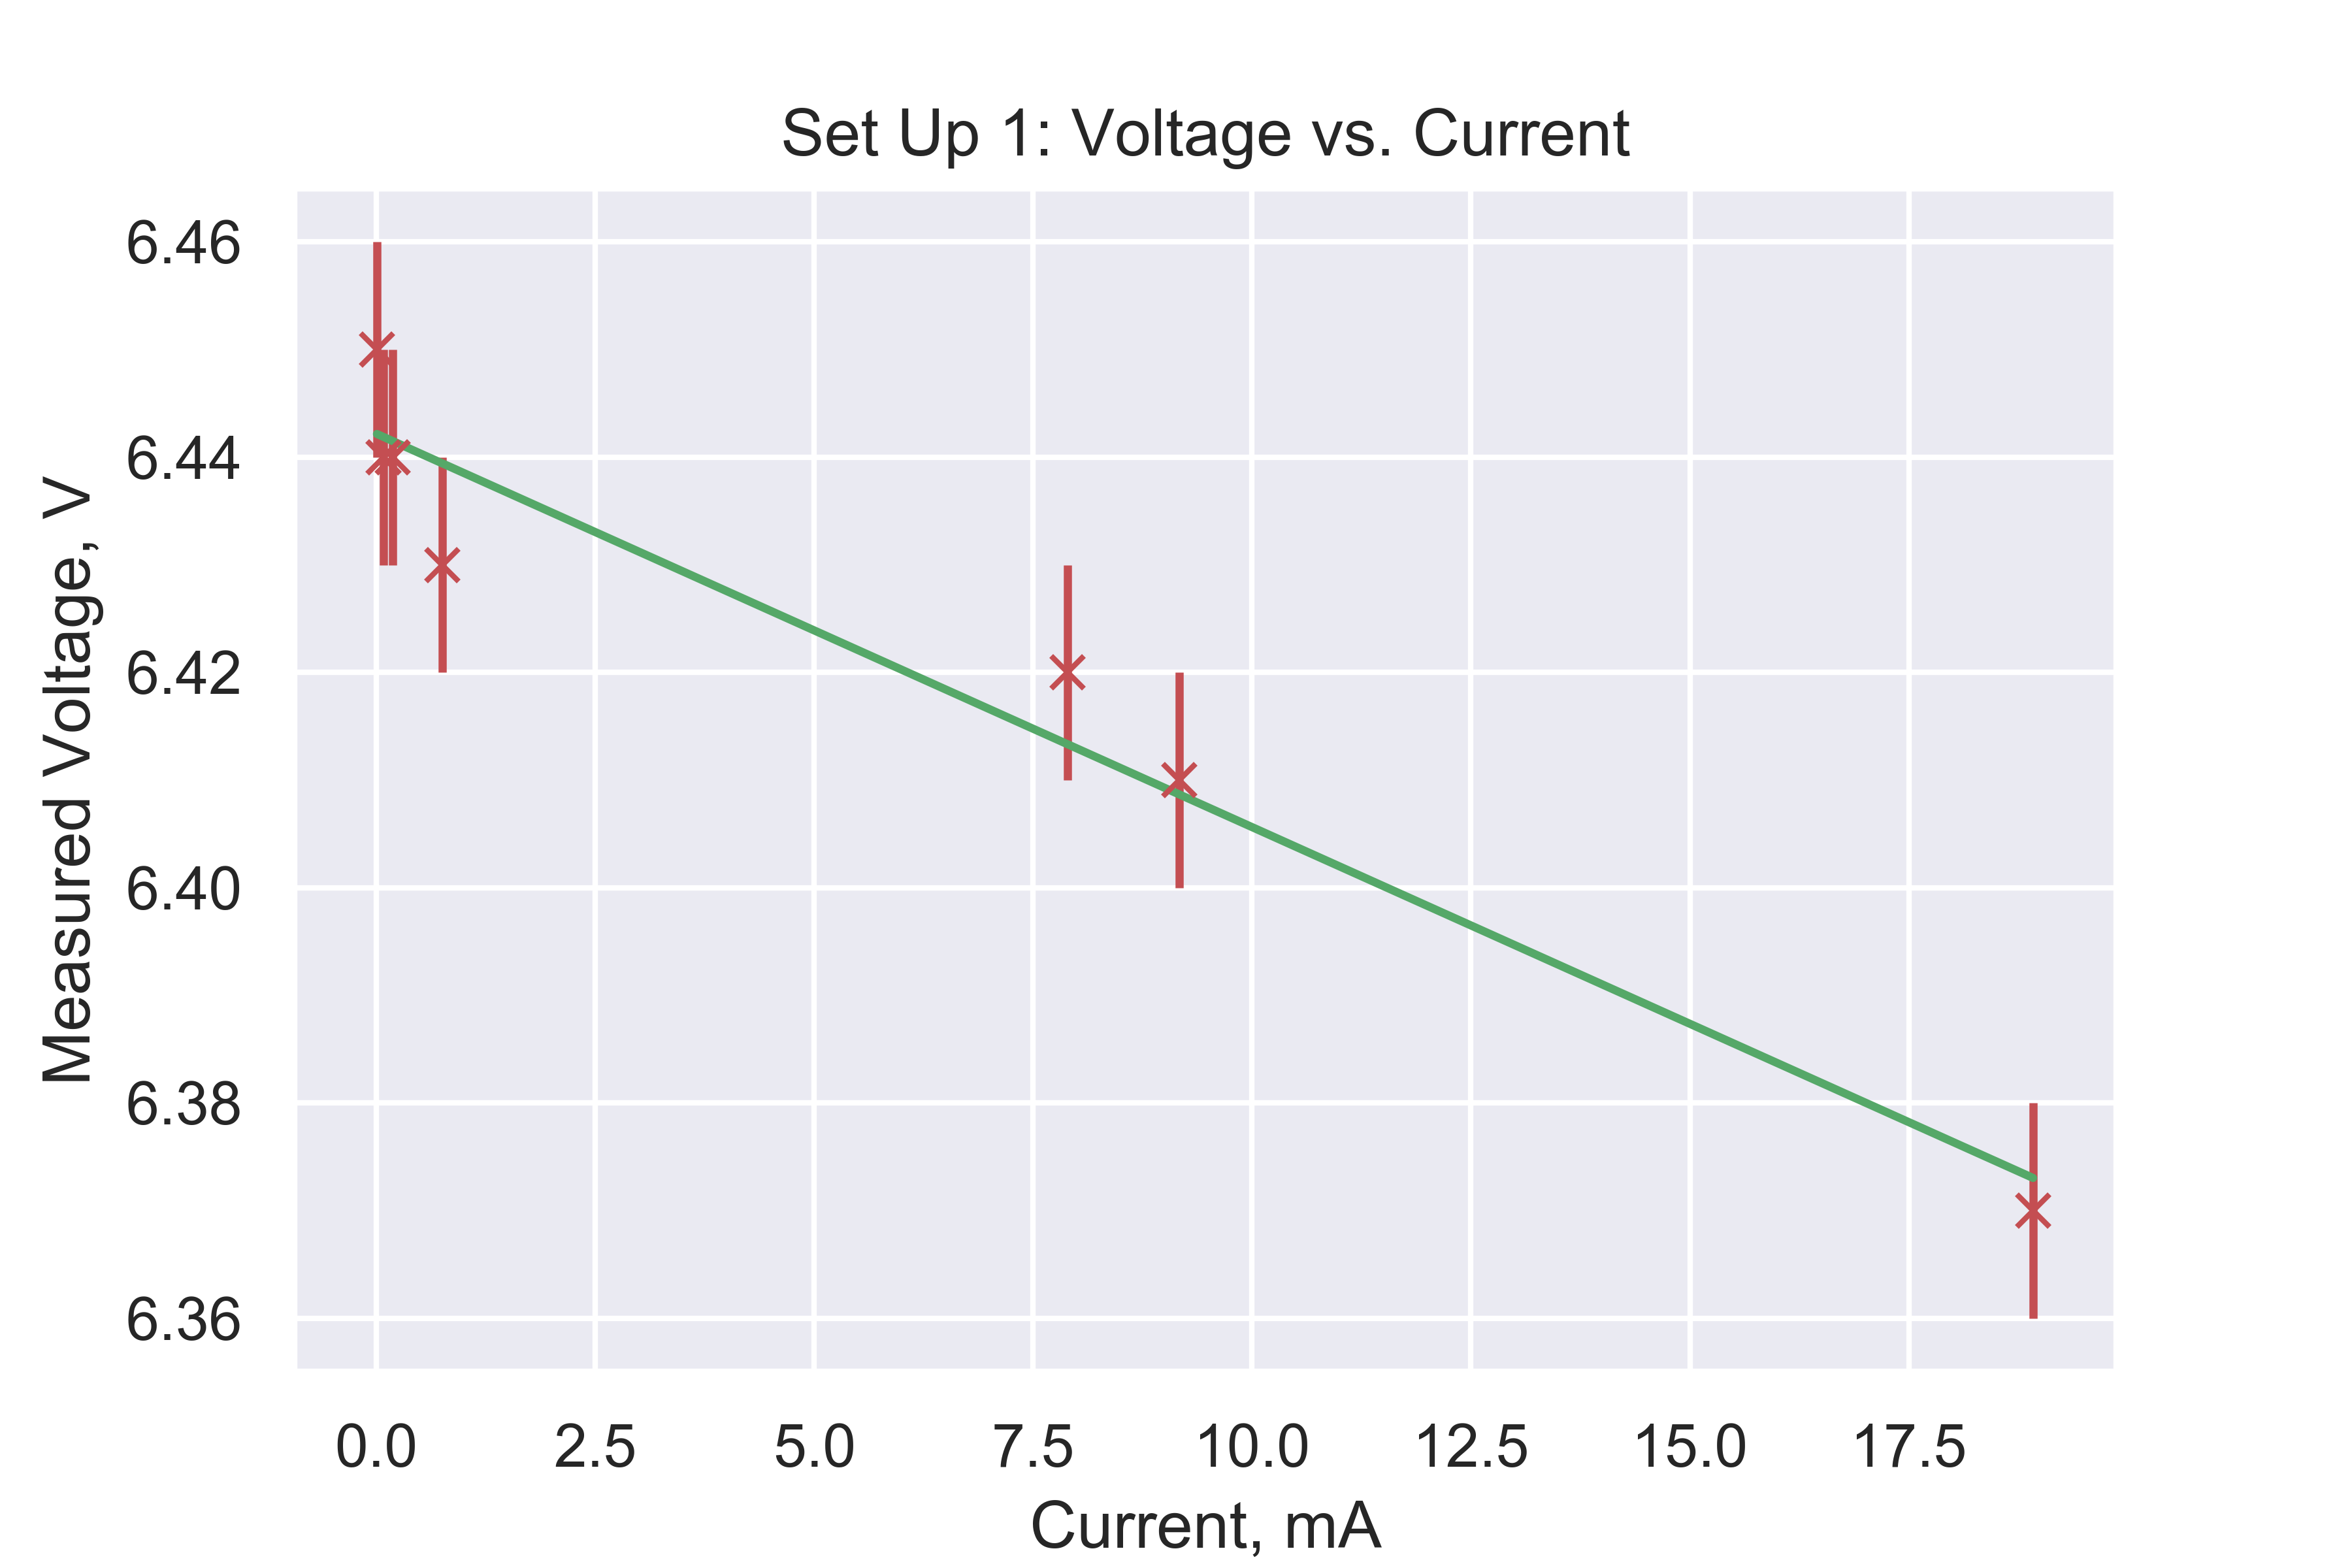 Set Up 1: Voltage vs. Current
6.46
6.44
6.42
6.40
6.38
6.36
Measured Voltage, V
0.0 2.5 5.0 7.5 10.0 12.5 15.0 17.5
Current, mA